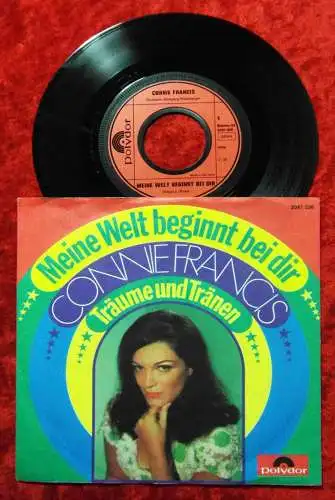 CONNIE FRANCIS
polydor
MEINE WELT BEGINNT BEI DIR
Meine Welt beginnt bei dir
CONNIE FRANCIS
Träume und Tränen
polydor